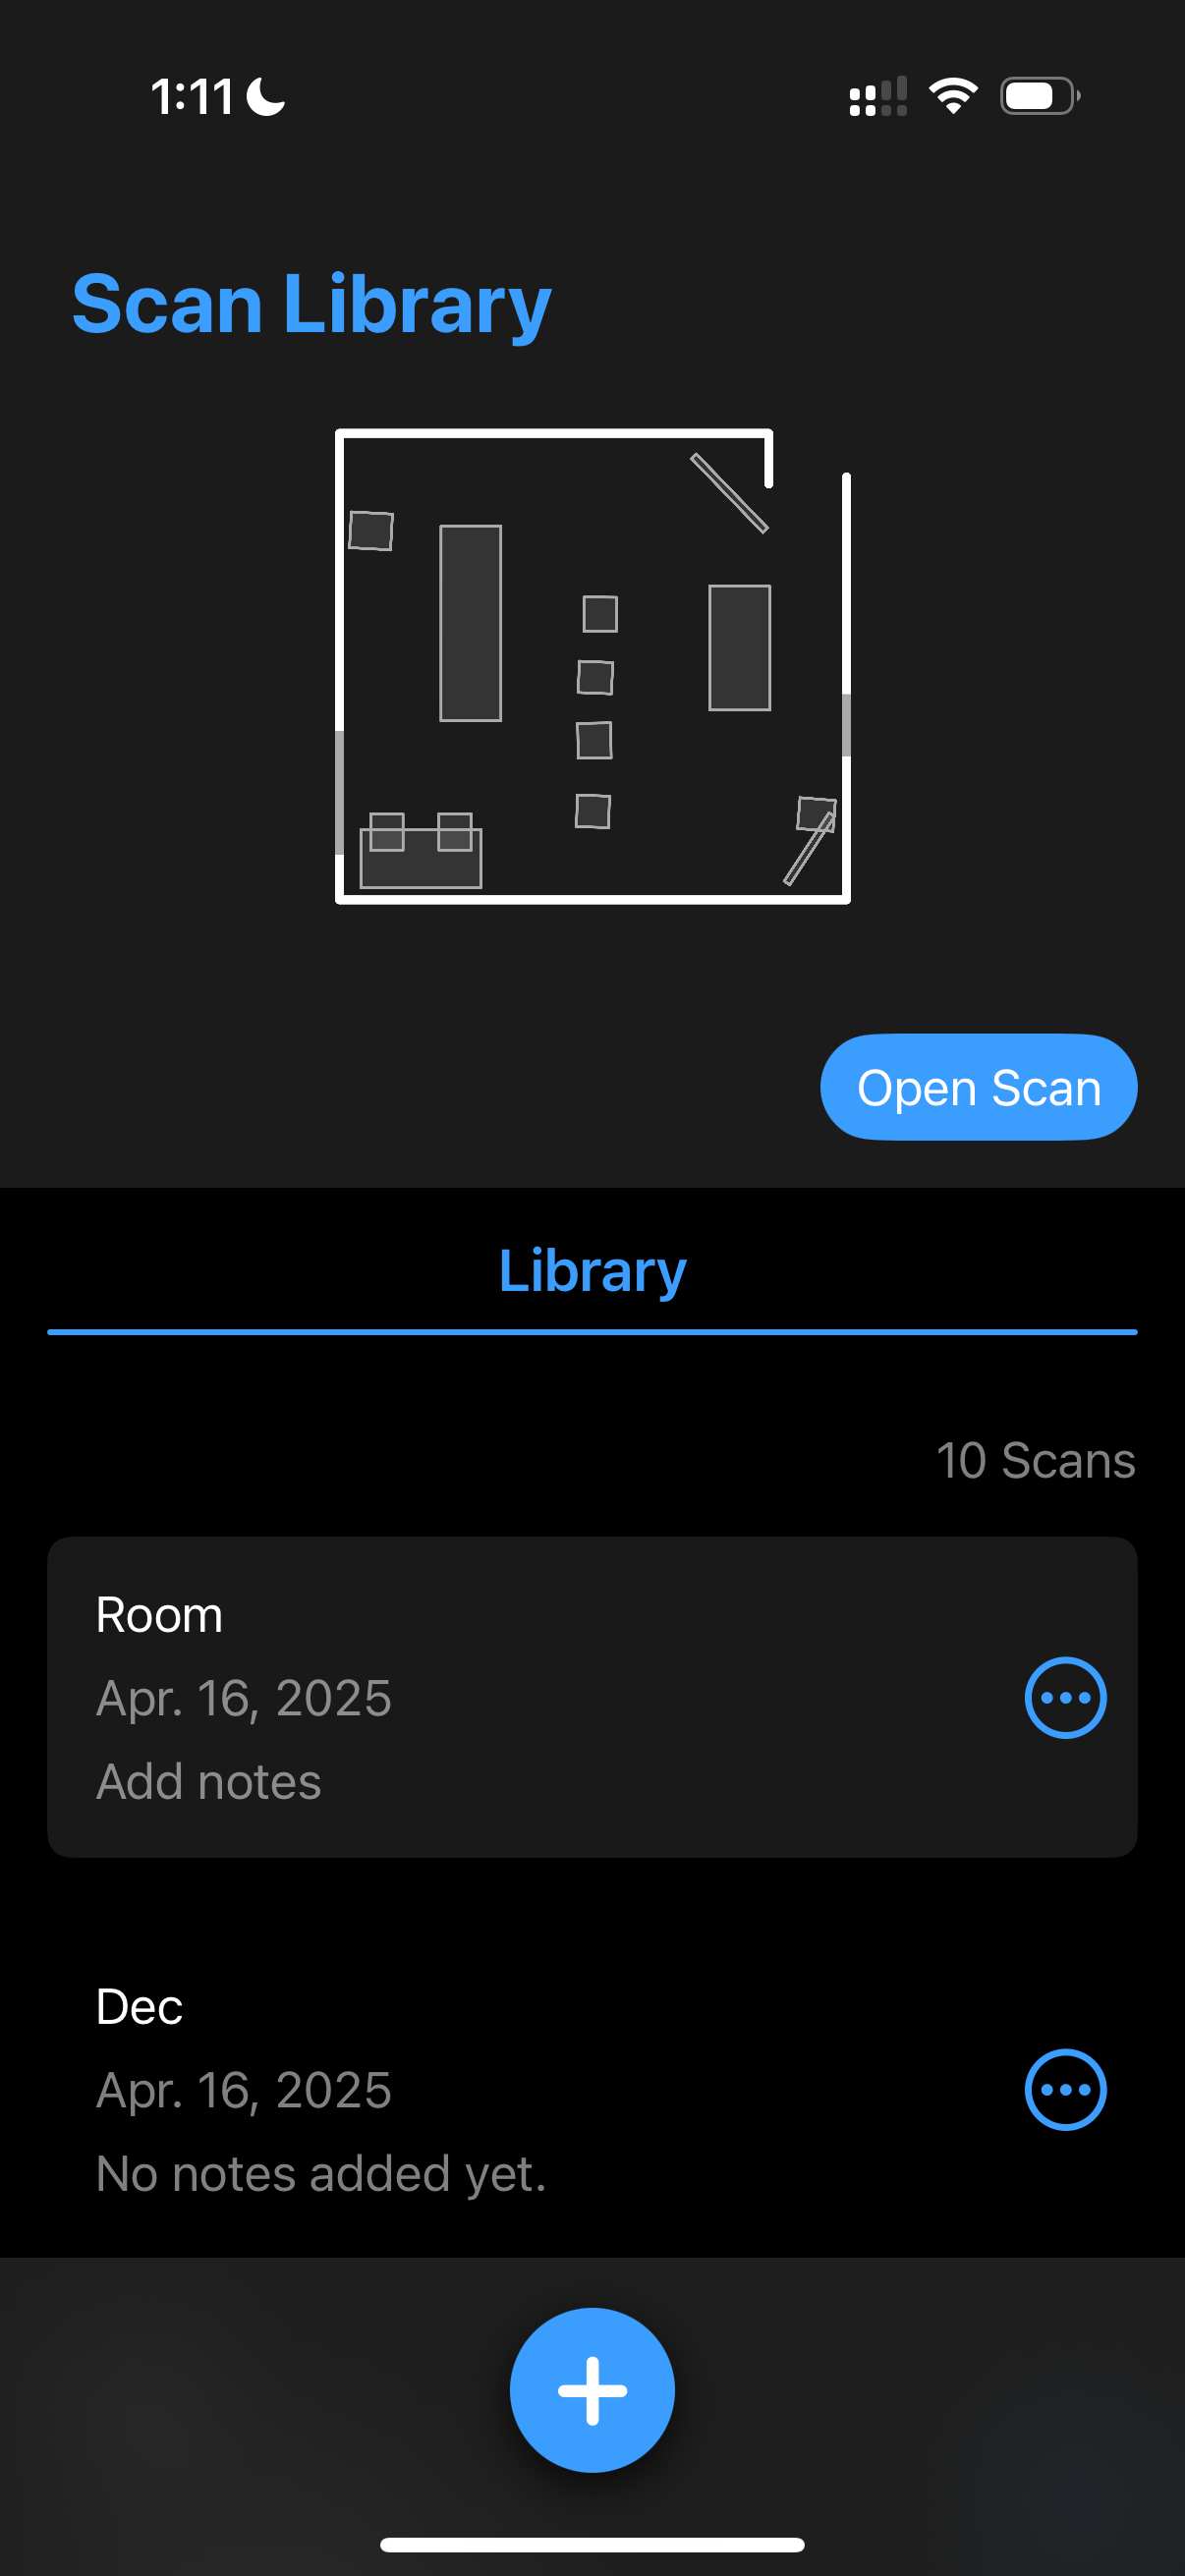 1:11
Scan Library
Open Scan
Library
10 Scans
Room
Apr. 16, 2025
Add notes
Dec
Apr. 16, 2025
No notes added yet.